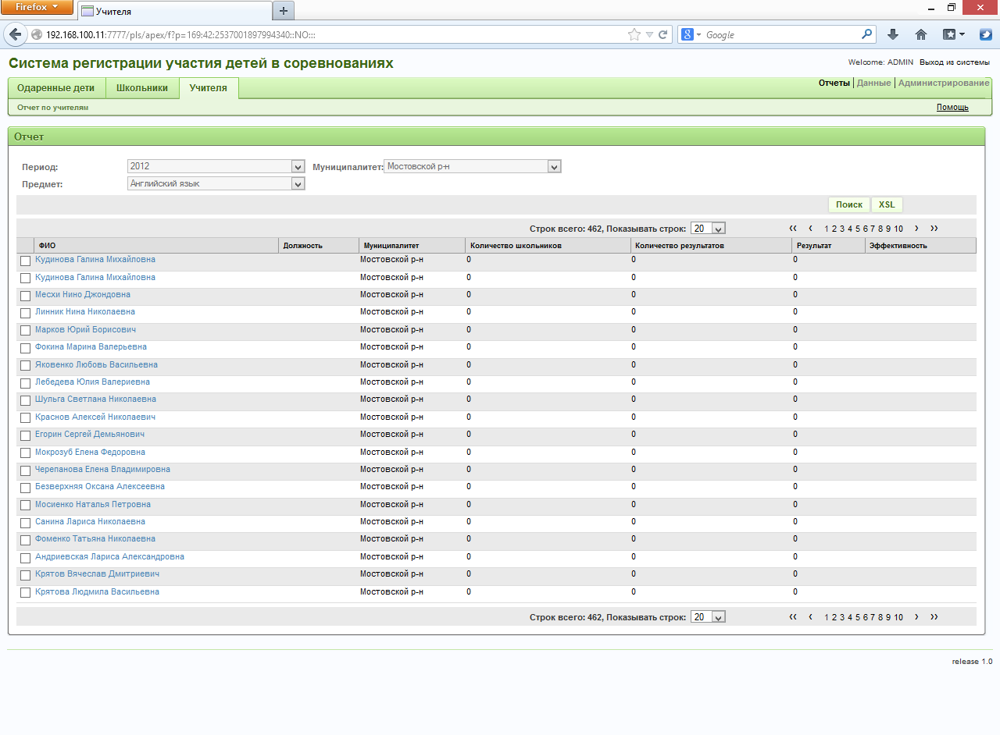 Firefox
Учителя
192.168.100.11:7777/pls/apex/f?p=169:42:2537001897994340::NO:::
Google
Система регистрации участия детей в соревнованиях
Welcome: ADMIN Выход из системы
Одаренные дети Школьники Учителя
Отчеты Данные Администрирование
Отчет по учителям
Помощь
Отчет
Период: 2012 Муниципалитет: Мостовской р-н
Предмет: Английский язык
Поиск XSL
Строк всего: 462, Показывать строк: 20 << < 1 2 3 4 5 6 7 8 9 10 > >>
ФИО Должность Муниципалитет Количество школьников Количество результатов Результат Эффективность
Кудинова Галина Михайловна Мостовской р-н 0 0 0
Кудинова Галина Михайловна Мостовской р-н 0 0 0
Месхи Нино Джондовна Мостовской р-н 0 0 0
Линник Нина Николаевна Мостовской р-н 0 0 0
Марков Юрий Борисович Мостовской р-н 0 0 0
Фокина Марина Валерьевна Мостовской р-н 0 0 0
Яковенко Любовь Васильевна Мостовской р-н 0 0 0
Лебедева Юлия Валериевна Мостовской р-н 0 0 0
Шульга Светлана Николаевна Мостовской р-н 0 0 0
Краснов Алексей Николаевич Мостовской р-н 0 0 0
Егорин Сергей Демьянович Мостовской р-н 0 0 0
Мокрозуб Елена Федоровна Мостовской р-н 0 0 0
Черепанова Елена Владимировна Мостовской р-н 0 0 0
Безверхняя Оксана Алексеевна Мостовской р-н 0 0 0
Мосиенко Наталья Петровна Мостовской р-н 0 0 0
Санина Лариса Николаевна Мостовской р-н 0 0 0
Фоменко Татьяна Николаевна Мостовской р-н 0 0 0
Андриевская Лариса Александровна Мостовской р-н 0 0 0
Крятов Вячеслав Дмитриевич Мостовской р-н 0 0 0
Крятова Людмила Васильевна Мостовской р-н 0 0 0
Строк всего: 462, Показывать строк: 20 << < 1 2 3 4 5 6 7 8 9 10 > >>
release 1.0